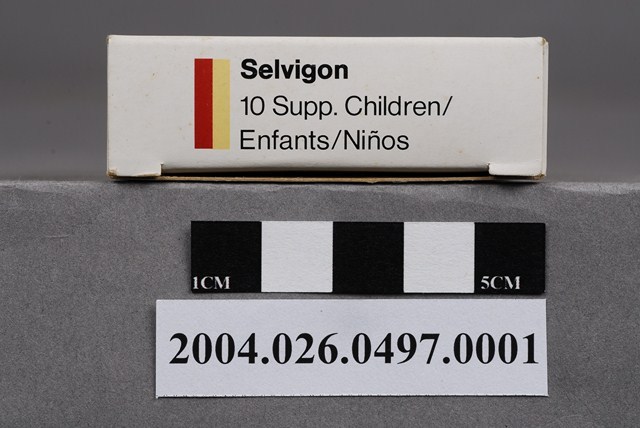 Selvigon
10 Supp. Children/
Enfants/Niños
1CM 5CM
2004.026.0497.0001